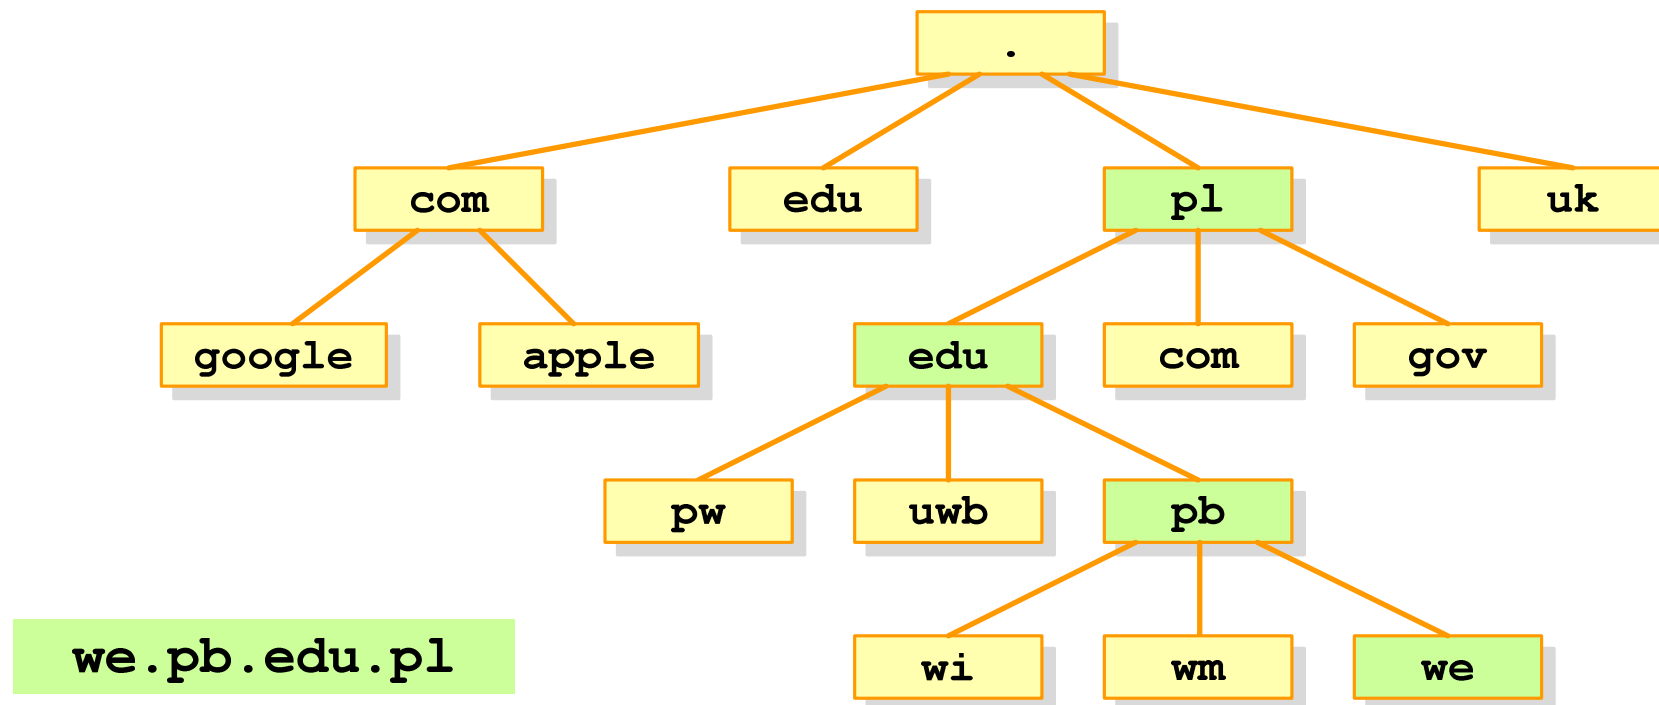 .
com edu pl uk
google apple edu com gov
pw uwb pb
we.pb.edu.pl
wi wm we